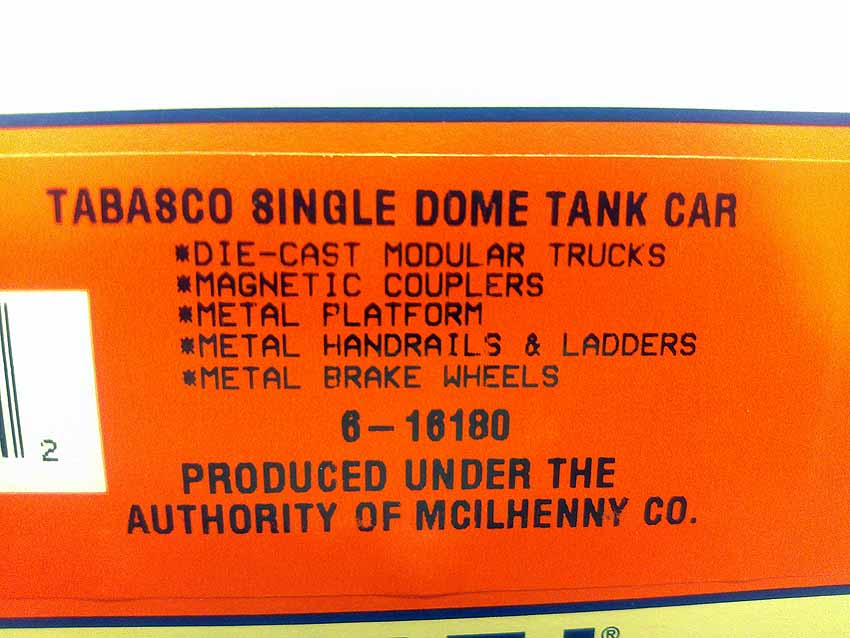 TABASCO SINGLE DOME TANK CAR
*DIE-CAST MODULAR TRUCKS
*MAGNETIC COUPLERS
*METAL PLATFORM
*METAL HANDRAILS & LADDERS
*METAL BRAKE WHEELS
2
6-16180
PRODUCED UNDER THE
AUTHORITY OF MCILHENNY CO.
®